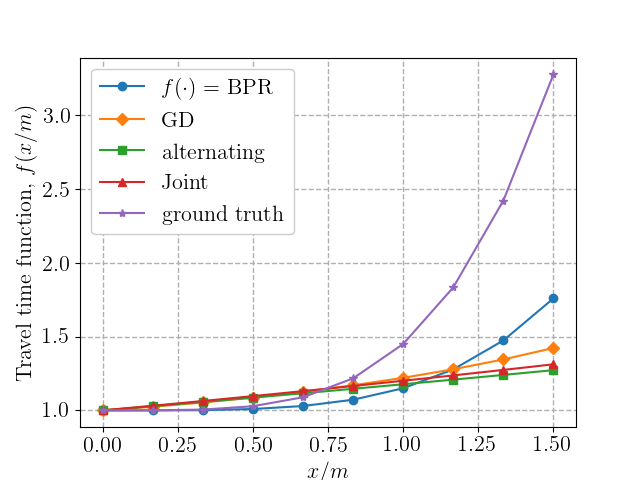 f(·) = BPR
GD
alternating
Joint
ground truth
Travel time function, f(x/m)
3.0
2.5
2.0
1.5
1.0
0.00 0.25 0.50 0.75 1.00 1.25 1.50
x/m